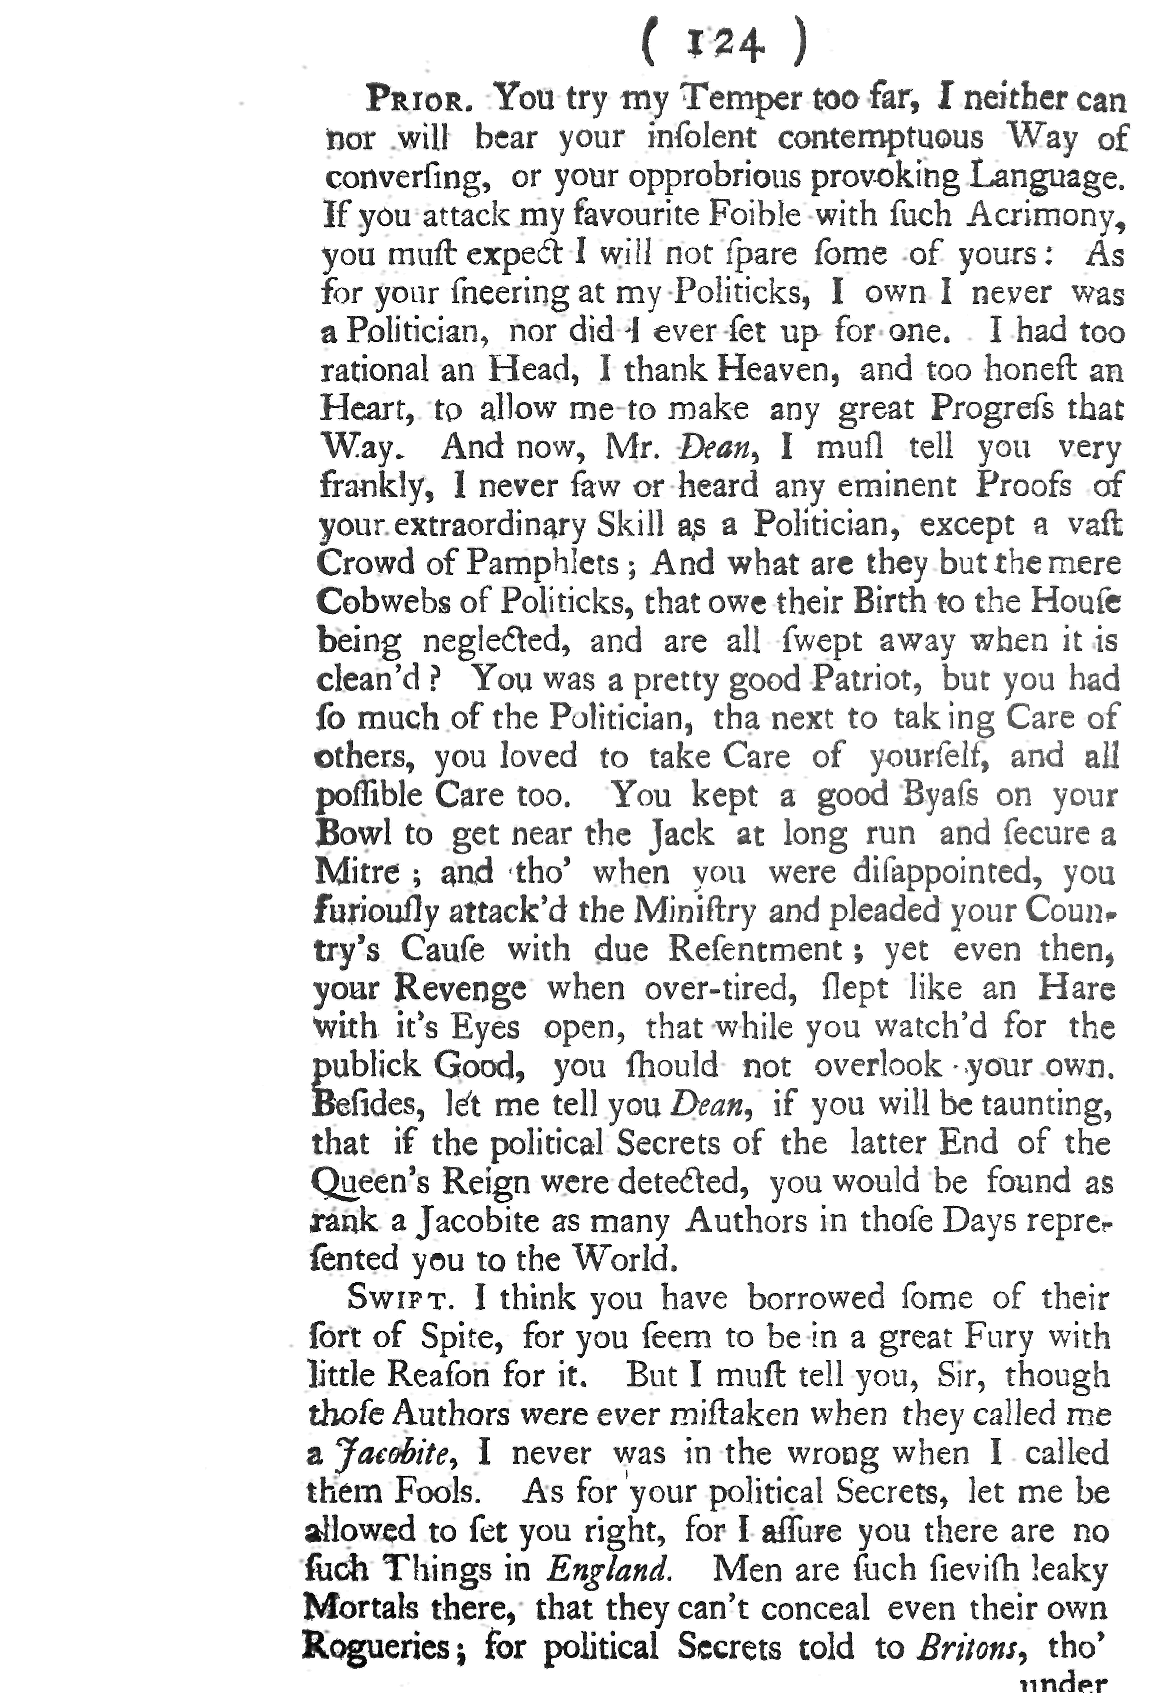 ( 124 )
PRIOR. You try my Temper too far, I neither can
nor will bear your inſolent contemptuous Way of
converſing, or your opprobrious provoking Language.
If you attack my favourite Foible with ſuch Acrimony,
you muſt expect I will not ſpare ſome of yours: As
for your ſneering at my Politicks, I own I never was
a Politician, nor did I ever ſet up for one. I had too
rational an Head, I thank Heaven, and too honeſt an
Heart, to allow me to make any great Progreſs that
Way. And now, Mr. Dean, I muſt tell you very
frankly, I never ſaw or heard any eminent Proofs of
your extraordinary Skill as a Politician, except a vaſt
Crowd of Pamphlets; And what are they but the mere
Cobwebs of Politicks, that owe their Birth to the Houſe
being neglected, and are all ſwept away when it is
clean'd? You was a pretty good Patriot, but you had
ſo much of the Politician, tha next to tak ing Care of
others, you loved to take Care of yourſelf, and all
poſſible Care too. You kept a good Byaſs on your
Bowl to get near the Jack at long run and ſecure a
Mitre; and tho' when you were diſappointed, you
furiouſly attack'd the Miniſtry and pleaded your Coun-
try's Cauſe with due Reſentment; yet even then,
your Revenge when over-tired, ſlept like an Hare
with it's Eyes open, that while you watch'd for the
publick Good, you ſhould not overlook your own.
Beſides, let me tell you Dean, if you will be taunting,
that if the political Secrets of the latter End of the
Queen's Reign were detected, you would be found as
rank a Jacobite as many Authors in thoſe Days repre-
ſented you to the World.
SWIFT. I think you have borrowed ſome of their
ſort of Spite, for you ſeem to be in a great Fury with
little Reaſon for it. But I muſt tell you, Sir, though
thoſe Authors were ever miſtaken when they called me
a Jacobite, I never was in the wrong when I called
them Fools. As for your political Secrets, let me be
allowed to ſet you right, for I aſſure you there are no
ſuch Things in England. Men are ſuch ſieviſh leaky
Mortals there, that they can't conceal even their own
Rogueries; for political Secrets told to Britons, tho'
under